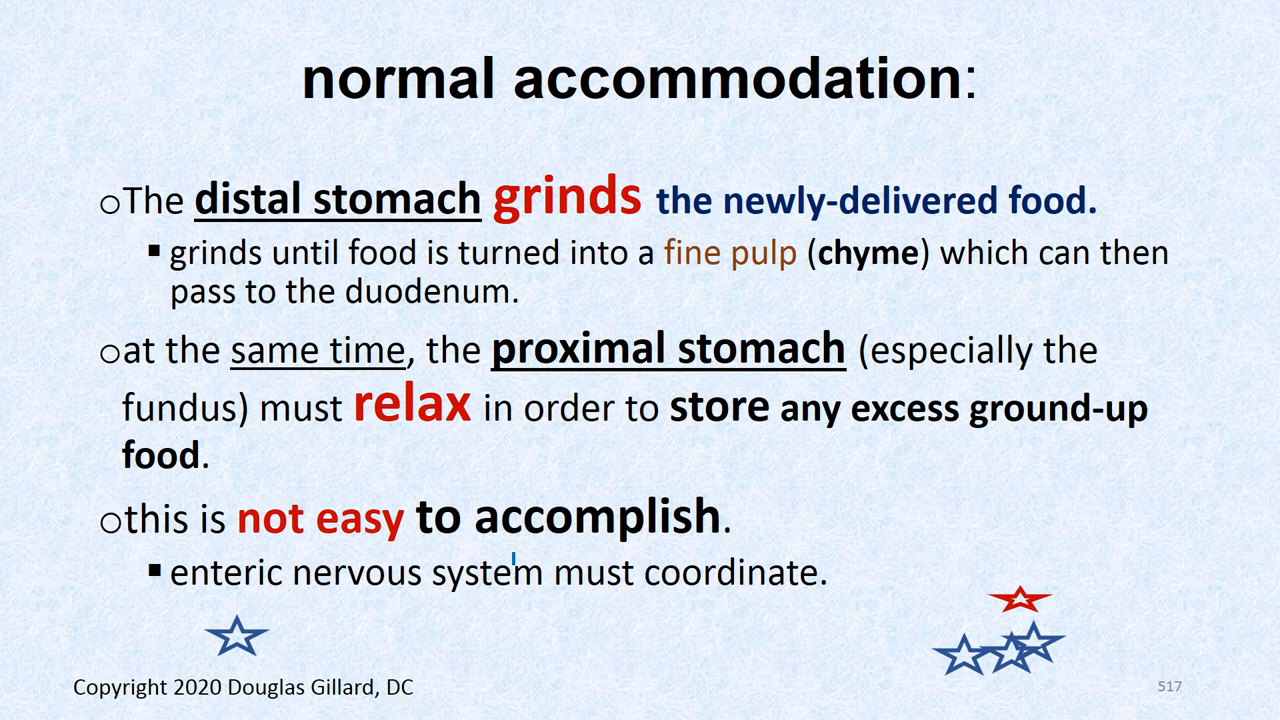 normal accommodation:
oThe distal stomach grinds the newly-delivered food.
▪ grinds until food is turned into a fine pulp (chyme) which can then
pass to the duodenum.
oat the same time, the proximal stomach (especially the
fundus) must relax in order to store any excess ground-up
food.
othis is not easy to accomplish.
▪ enteric nervous system must coordinate.
Copyright 2020 Douglas Gillard, DC
517